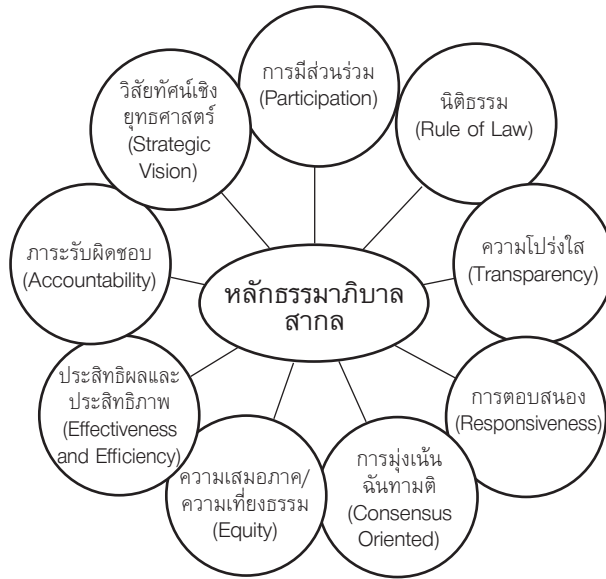 การมีส่วนร่วม
(Participation)
นิติธรรม
(Rule of Law)
ความโปร่งใส
(Transparency)
การตอบสนอง
(Responsiveness)
การมุ่งเน้น
ฉันทามติ
(Consensus
Oriented)
ความเสมอภาค/
ความเที่ยงธรรม
(Equity)
ประสิทธิผลและ
ประสิทธิภาพ
(Effectiveness
and Efficiency)
ภาระรับผิดชอบ
(Accountability)
วิสัยทัศน์เชิง
ยุทธศาสตร์
(Strategic
Vision)
หลักธรรมาภิบาล
สากล